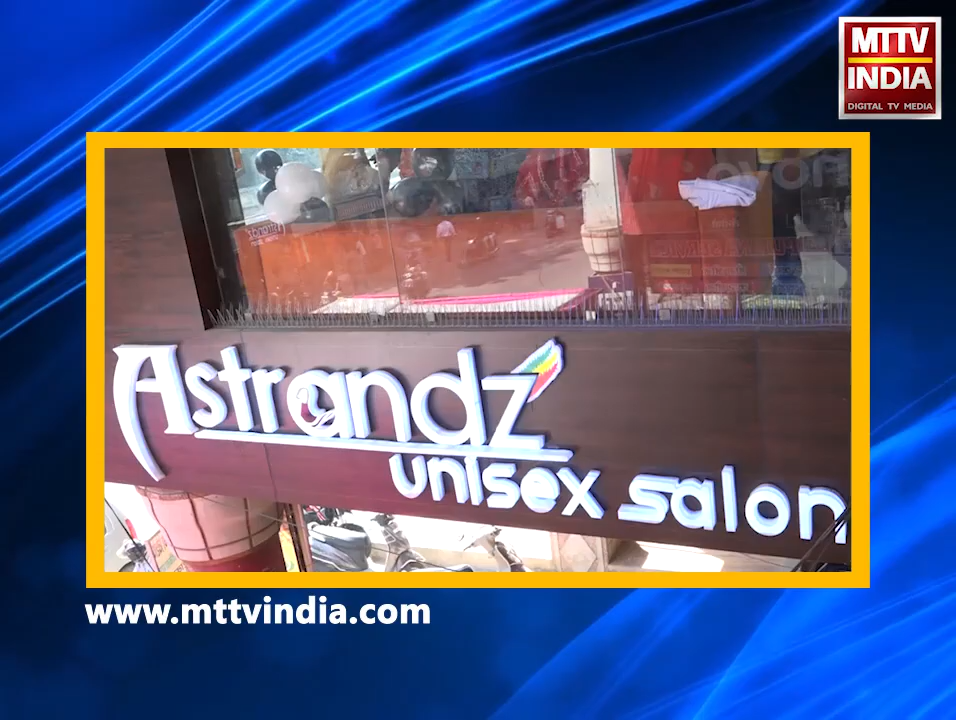 MTTV
INDIA
DIGITAL TV MEDIA
Astrandz
unisex salon
www.mttvindia.com